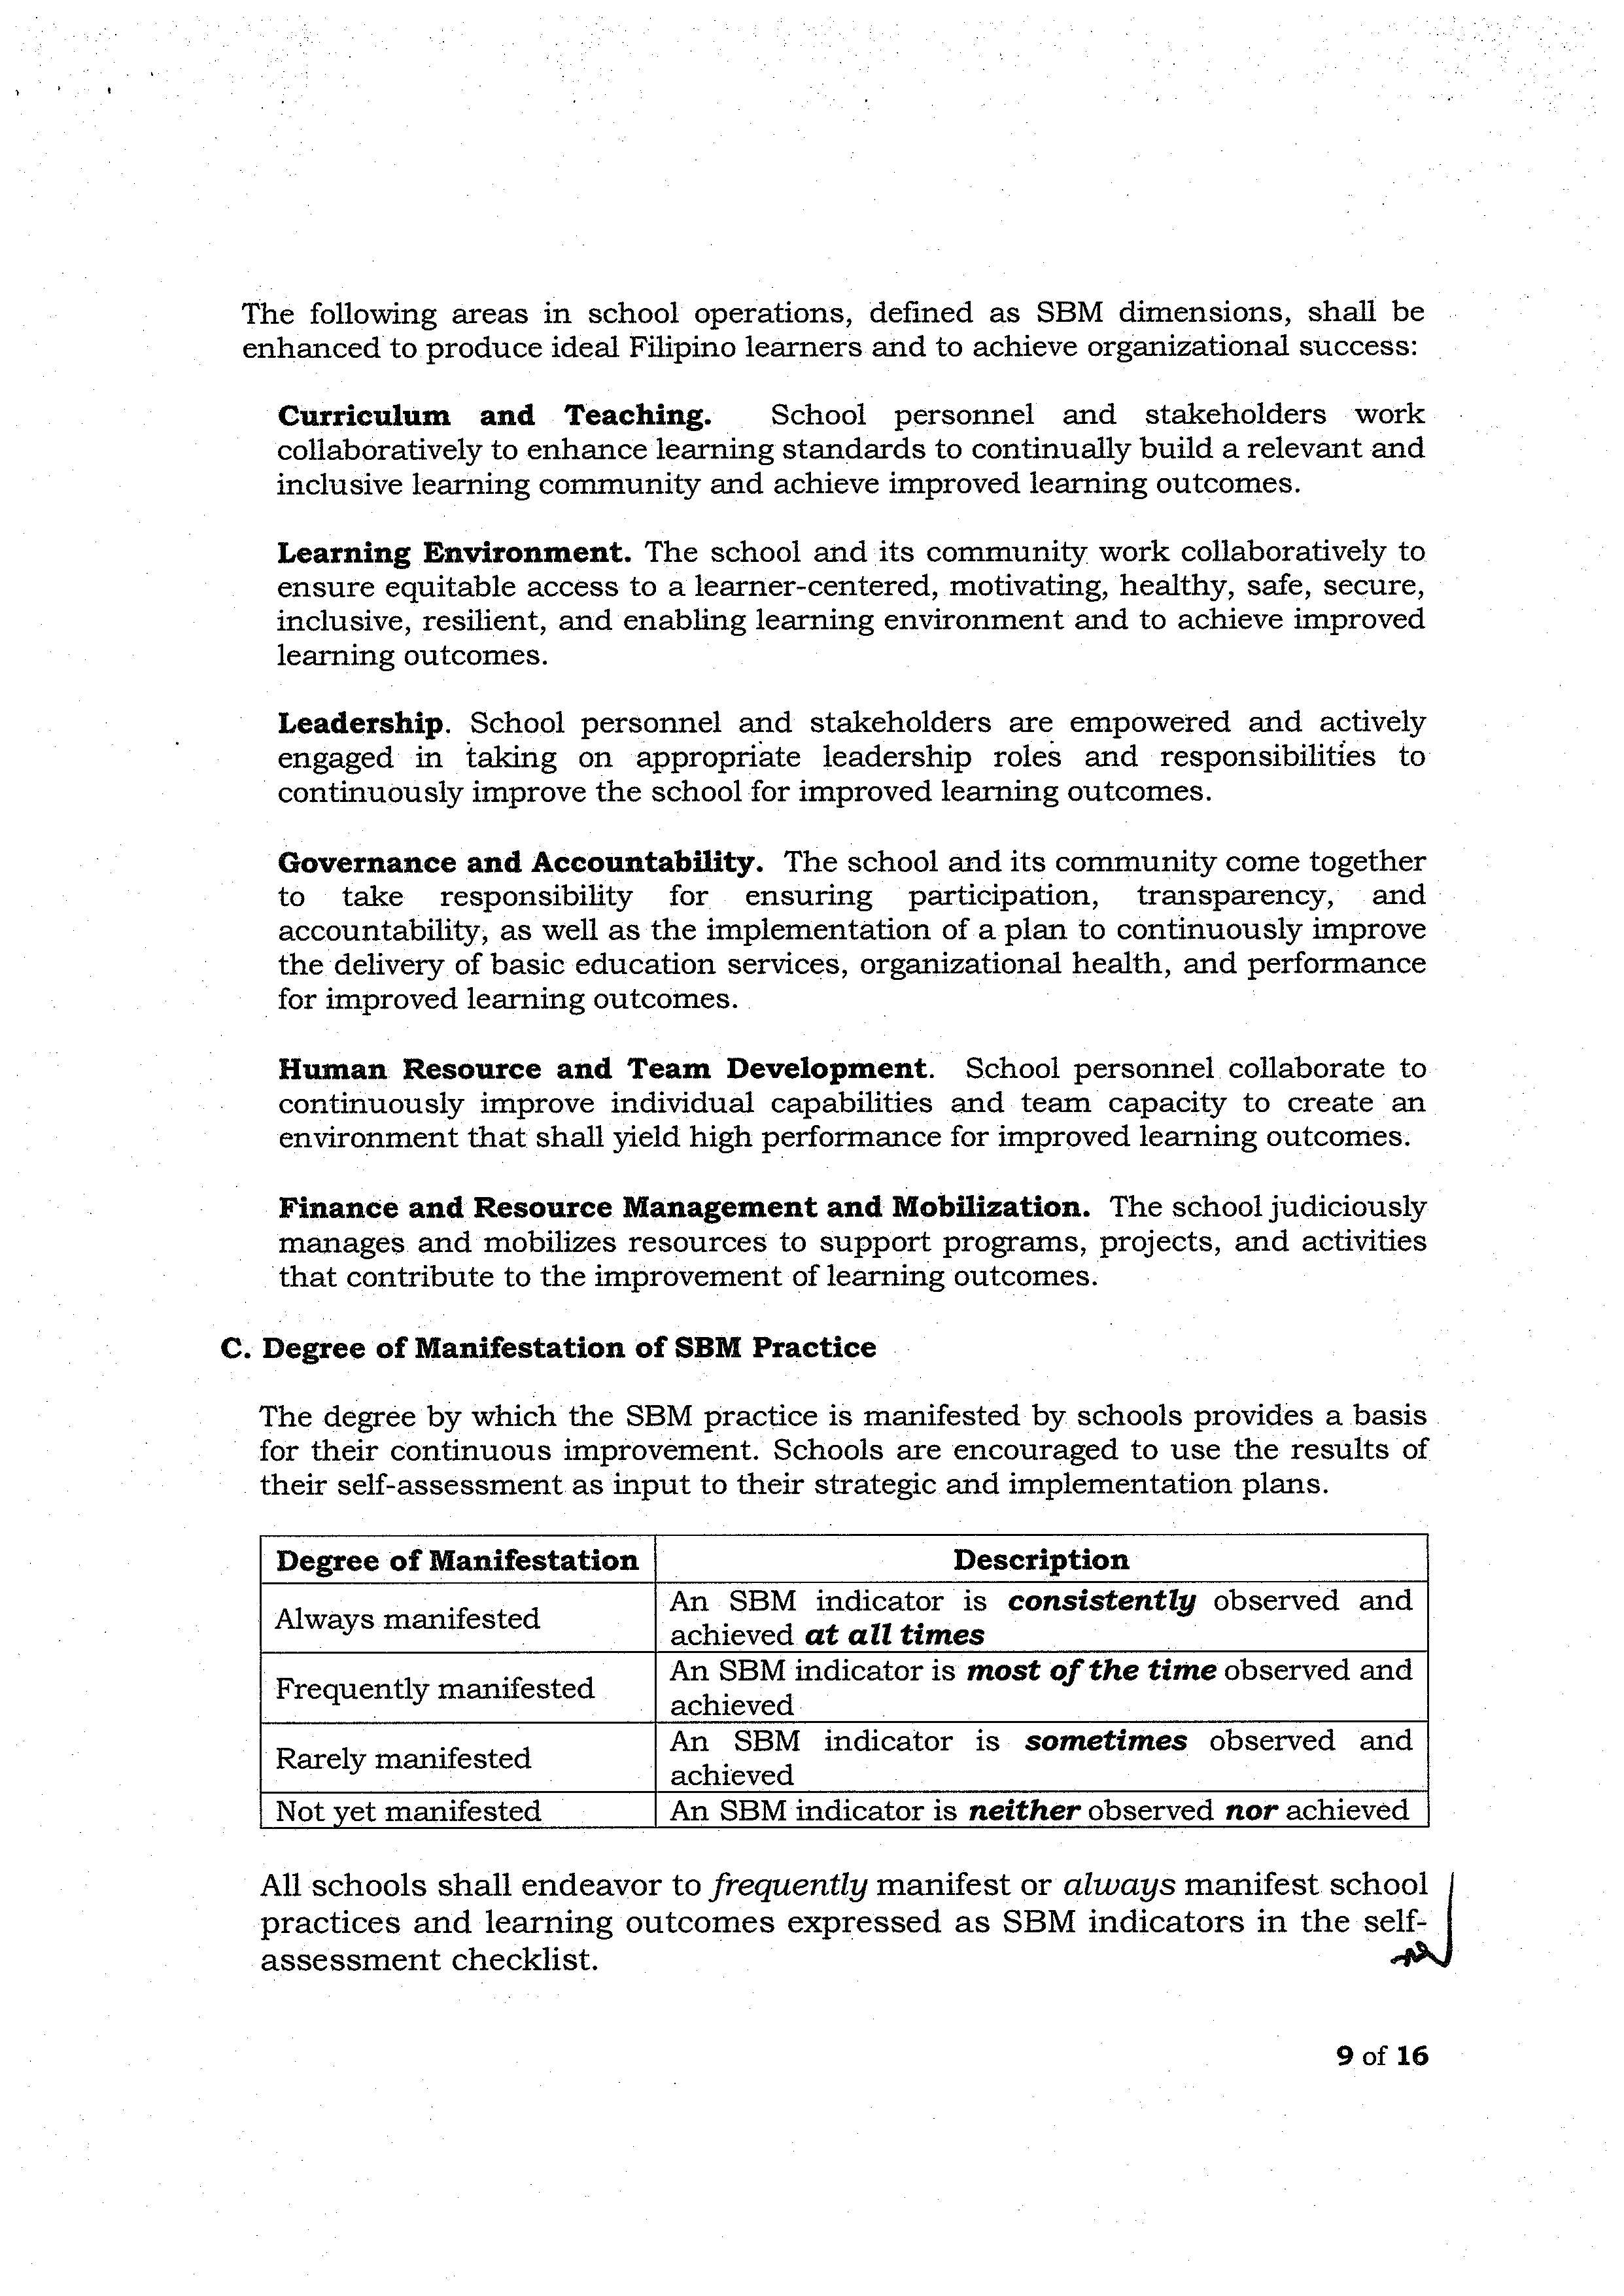 The following areas in school operations, defined as SBM dimensions, shall be
enhanced to produce ideal Filipino learners and to achieve organizational success:
Curriculum and Teaching. School personnel and stakeholders work
collaboratively to enhance learning standards to continually build a relevant and
inclusive learning community and achieve improved learning outcomes.
Learning Environment. The school and its community work collaboratively to
ensure equitable access to a learner-centered, motivating, healthy, safe, secure,
inclusive, resilient, and enabling learning environment and to achieve improved
learning outcomes.
Leadership. School personnel and stakeholders are empowered and actively
engaged in taking on appropriate leadership roles and responsibilities to
continuously improve the school for improved learning outcomes.
Governance and Accountability. The school and its community come together
to take responsibility for ensuring participation, transparency, and
accountability, as well as the implementation of a plan to continuously improve
the delivery of basic education services, organizational health, and performance
for improved learning outcomes.
Human Resource and Team Development. School personnel collaborate to
continuously improve individual capabilities and team capacity to create an
environment that shall yield high performance for improved learning outcomes.
Finance and Resource Management and Mobilization. The school judiciously
manages and mobilizes resources to support programs, projects, and activities
that contribute to the improvement of learning outcomes.
C. Degree of Manifestation of SBM Practice
The degree by which the SBM practice is manifested by schools provides a basis
for their continuous improvement. Schools are encouraged to use the results of
their self-assessment as input to their strategic and implementation plans.
Degree of Manifestation Description
Always manifested
An SBM indicator is consistently observed and
achieved at all times
Frequently manifested
An SBM indicator is most of the time observed and
achieved
Rarely manifested
An SBM indicator is sometimes observed and
achieved
Not yet manifested An SBM indicator is neither observed nor achieved
All schools shall endeavor to frequently manifest or always manifest school
practices and learning outcomes expressed as SBM indicators in the self-
assessment checklist.
9 of 16